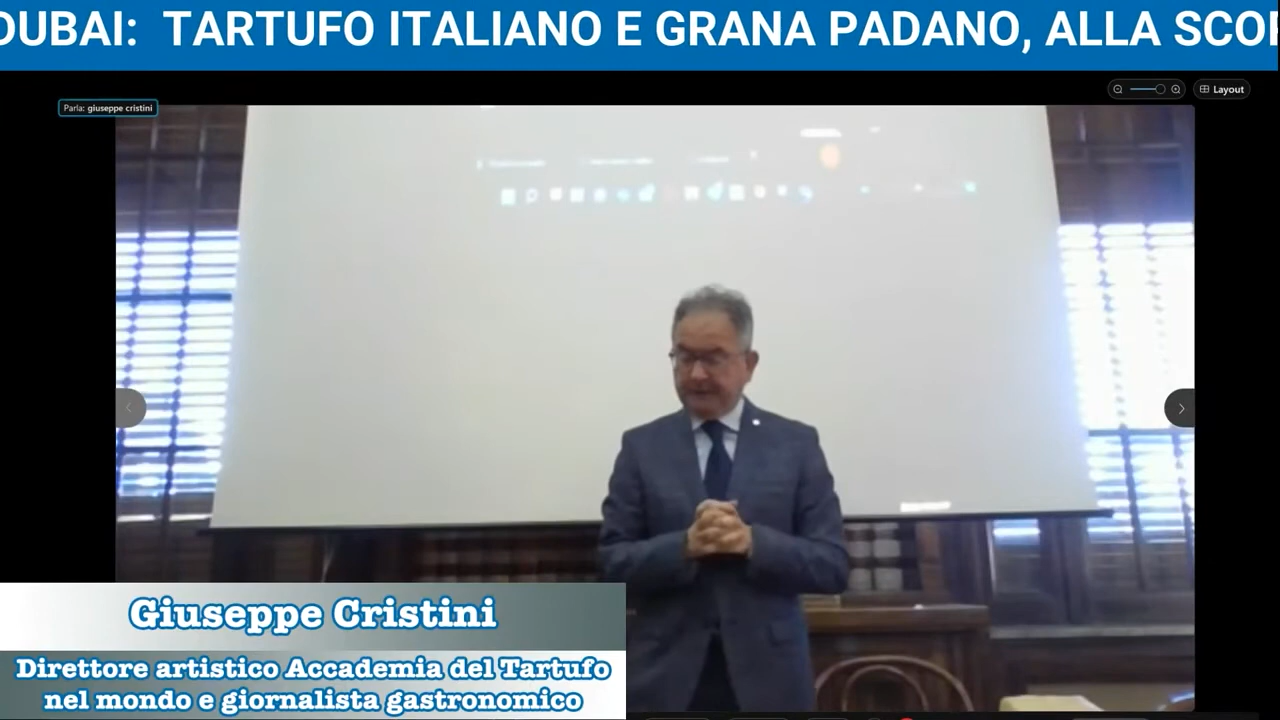 DUBAI: TARTUFO ITALIANO E GRANA PADANO, ALLA
Layout
Parla: giuseppe cristini
Giuseppe Cristini
Direttore artistico Accademia del Tartufo
nel mondo e giornalista gastronomico